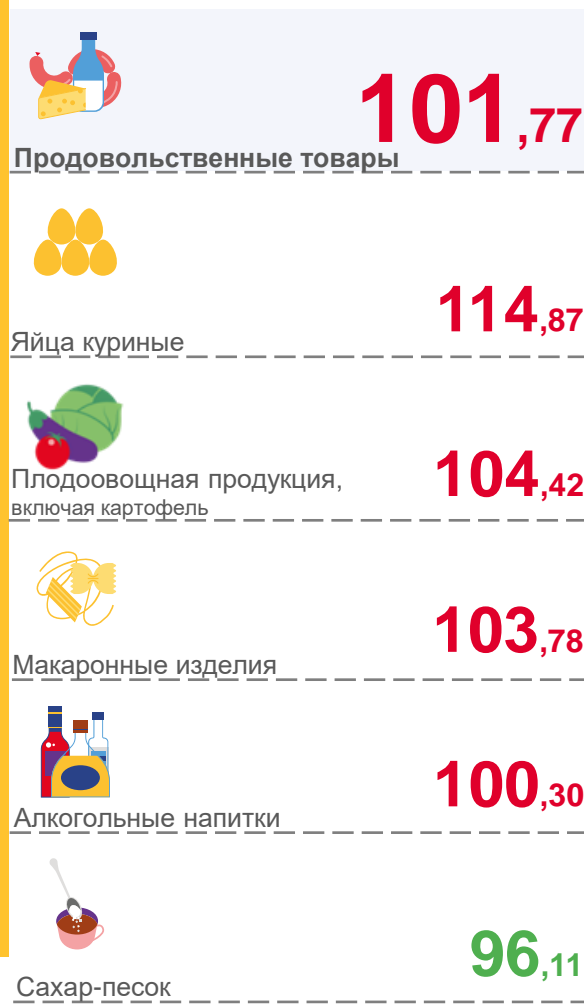 101,77
Продовольственные товары
114,87
Яйца куриные
104,42
Плодоовощная продукция,
включая картофель
103,78
Макаронные изделия
100,30
Алкогольные напитки
96,11
Сахар-песок